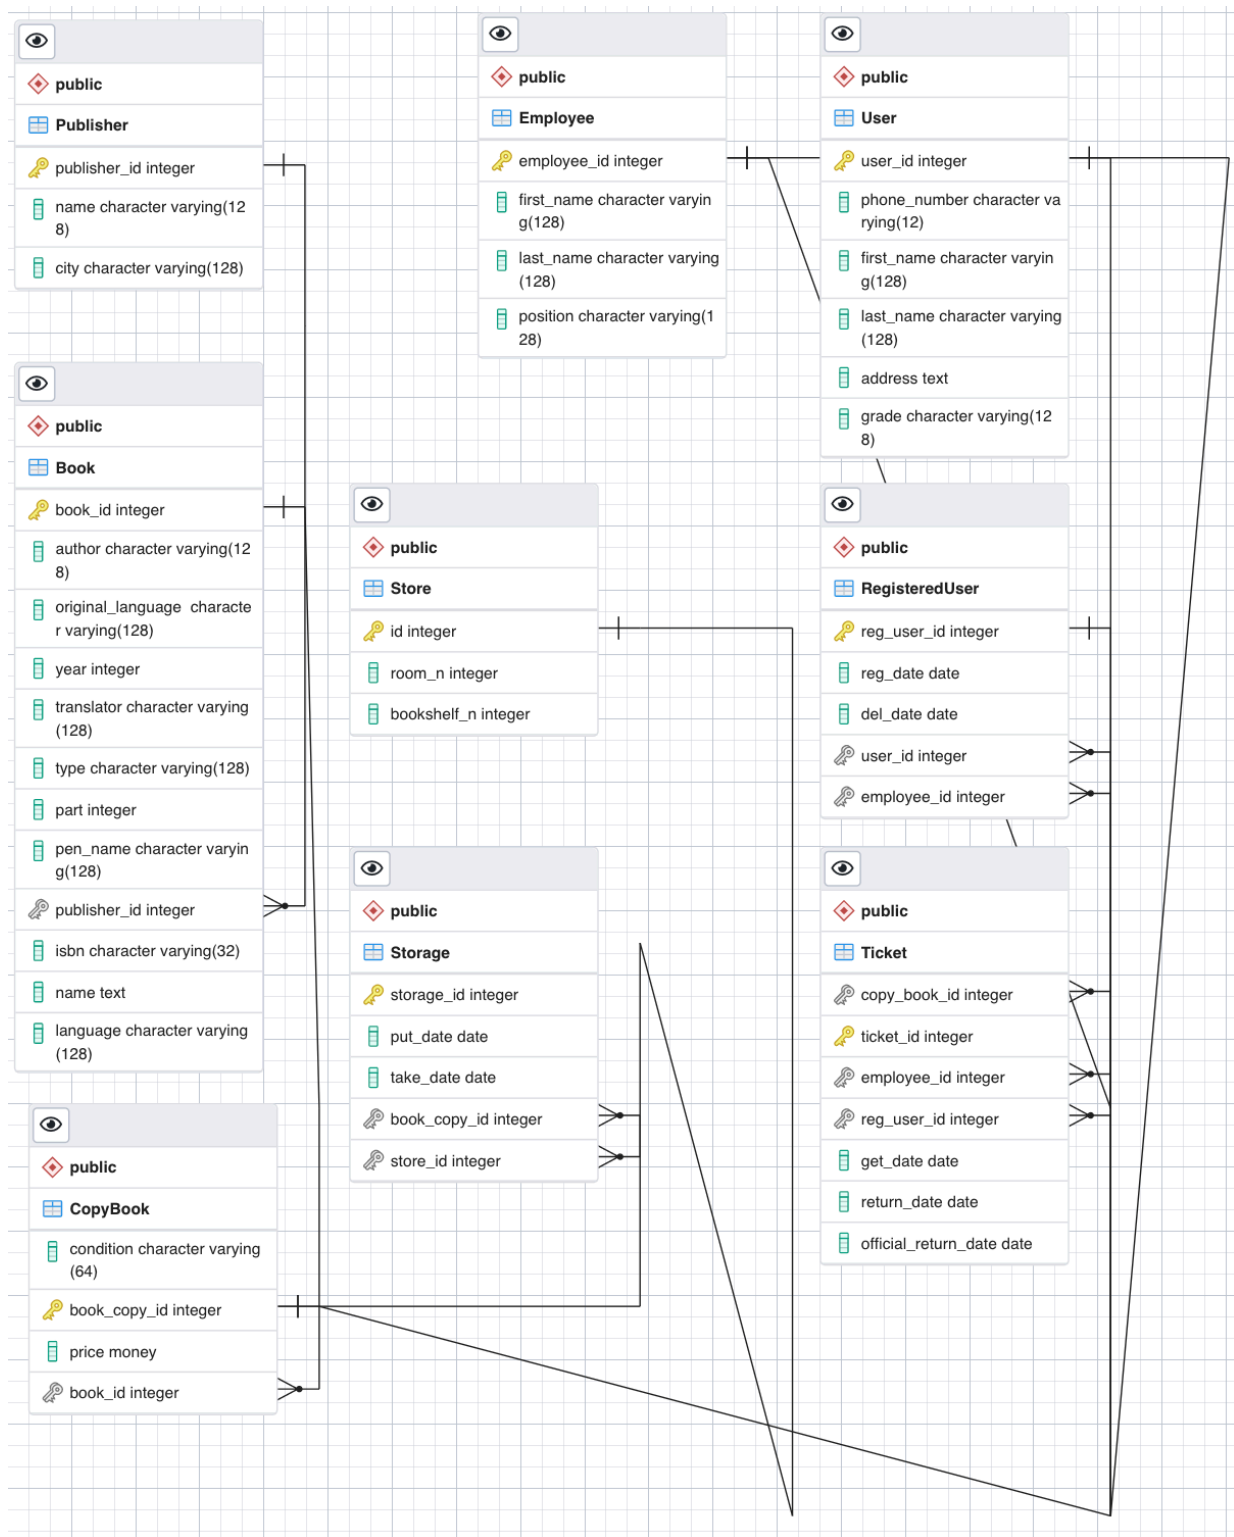 public
Publisher
publisher_id integer
name character varying(12
8)
city character varying(128)
public
Employee
employee_id integer
first_name character varyin
g(128)
last_name character varying
(128)
position character varying(1
28)
public
User
user_id integer
phone_number character va
rying(12)
first_name character varyin
g(128)
last_name character varying
(128)
address text
grade character varying(12
8)
public
Book
book_id integer
author character varying(12
8)
original_language  characte
r varying(128)
year integer
translator character varying
(128)
type character varying(128)
part integer
pen_name character varyin
g(128)
publisher_id integer
isbn character varying(32)
name text
language character varying
(128)
public
Store
id integer
room_n integer
bookshelf_n integer
public
RegisteredUser
reg_user_id integer
reg_date date
del_date date
user_id integer
employee_id integer
public
Storage
storage_id integer
put_date date
take_date date
book_copy_id integer
store_id integer
public
Ticket
copy_book_id integer
ticket_id integer
employee_id integer
reg_user_id integer
get_date date
return_date date
official_return_date date
public
CopyBook
condition character varying
(64)
book_copy_id integer
price money
book_id integer